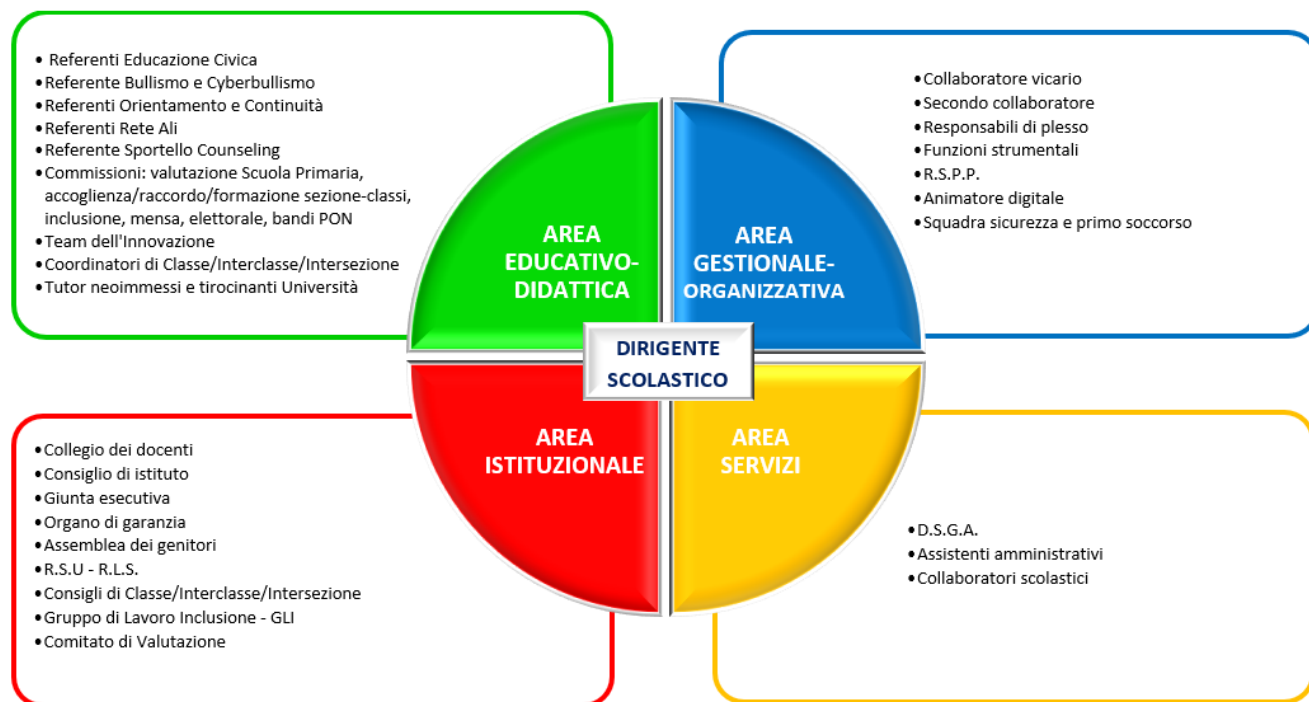 • Referenti Educazione Civica
•Referente Bullismo e Cyberbullismo
•Referenti Orientamento e Continuità
•Referenti Rete Ali
•Referente Sportello Counseling
•Commissioni: valutazione Scuola Primaria,
accoglienza/raccordo/formazione sezione-classi,
inclusione, mensa, elettorale, bandi PON
•Team dell'Innovazione
•Coordinatori di Classe/Interclasse/Intersezione
•Tutor neoimmessi e tirocinanti Università
AREA
EDUCATIVO-
DIDATTICA
AREA
GESTIONALE-
ORGANIZZATIVA
•Collaboratore vicario
•Secondo collaboratore
•Responsabili di plesso
•Funzioni strumentali
•R.S.P.P.
•Animatore digitale
•Squadra sicurezza e primo soccorso
DIRIGENTE
SCOLASTICO
•Collegio dei docenti
•Consiglio di istituto
•Giunta esecutiva
•Organo di garanzia
•Assemblea dei genitori
•R.S.U - R.L.S.
•Consigli di Classe/Interclasse/Intersezione
•Gruppo di Lavoro Inclusione - GLI
•Comitato di Valutazione
AREA
ISTITUZIONALE
AREA
SERVIZI
•D.S.G.A.
•Assistenti amministrativi
•Collaboratori scolastici